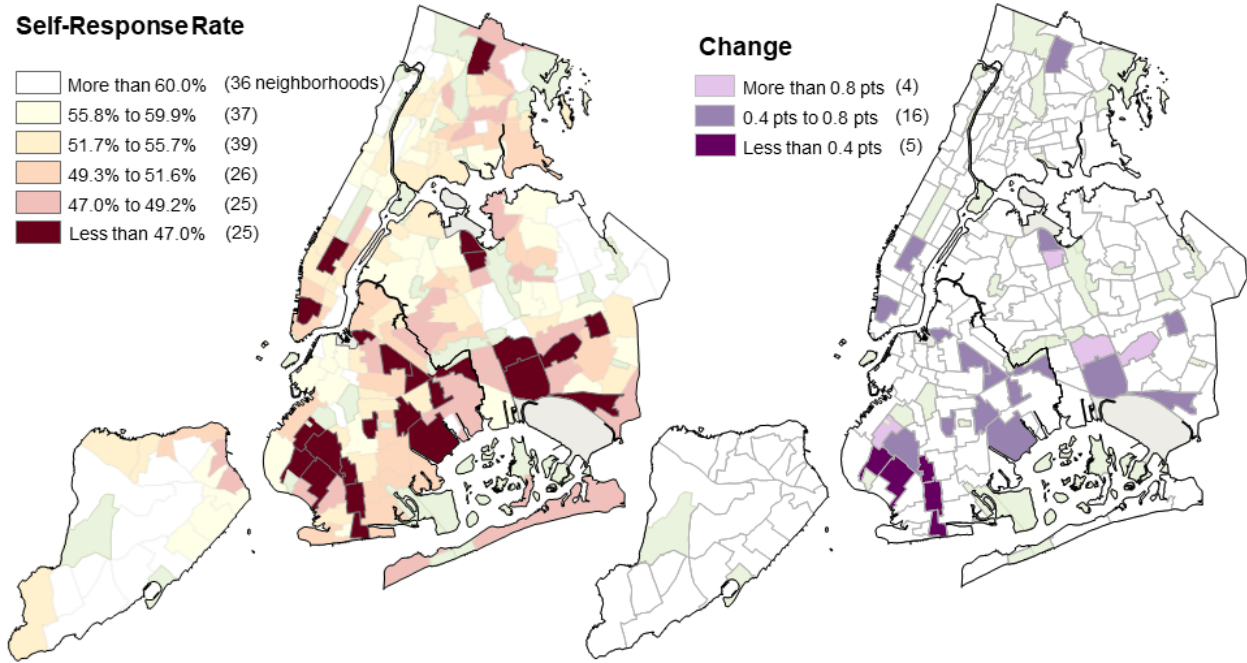 Self-Response Rate
More than 60.0% (36 neighborhoods)
55.8% to 59.9% (37)
51.7% to 55.7% (39)
49.3% to 51.6% (26)
47.0% to 49.2% (25)
Less than 47.0% (25)
Change
More than 0.8 pts (4)
0.4 pts to 0.8 pts (16)
Less than 0.4 pts (5)